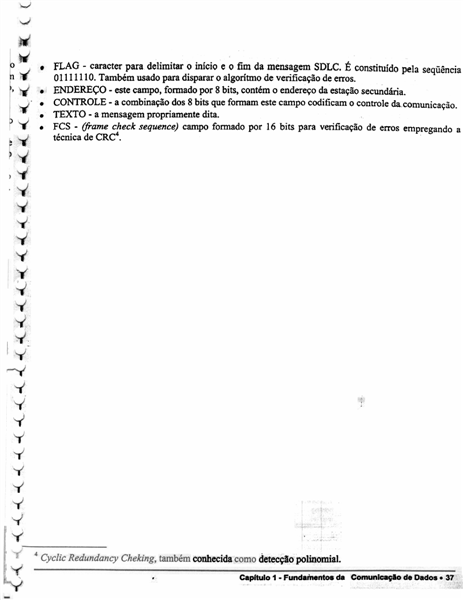 • FLAG - caracter para delimitar o início e o fim da mensagem SDLC. É constituído pela seqüência
01111110. Também usado para disparar o algoritmo de verificação de erros.
• ENDEREÇO - este campo, formado por 8 bits, contém o endereço da estação secundária.
• CONTROLE - a combinação dos 8 bits que formam este campo codificam o controle da comunicação.
• TEXTO - a mensagem propriamente dita.
• FCS - (frame check sequence) campo formado por 16 bits para verificação de erros empregando a
técnica de CRC⁴.
⁴ Cyclic Redundancy Cheking, também conhecida como detecção polinomial.
Capítulo 1 - Fundamentos da Comunicação de Dados • 37